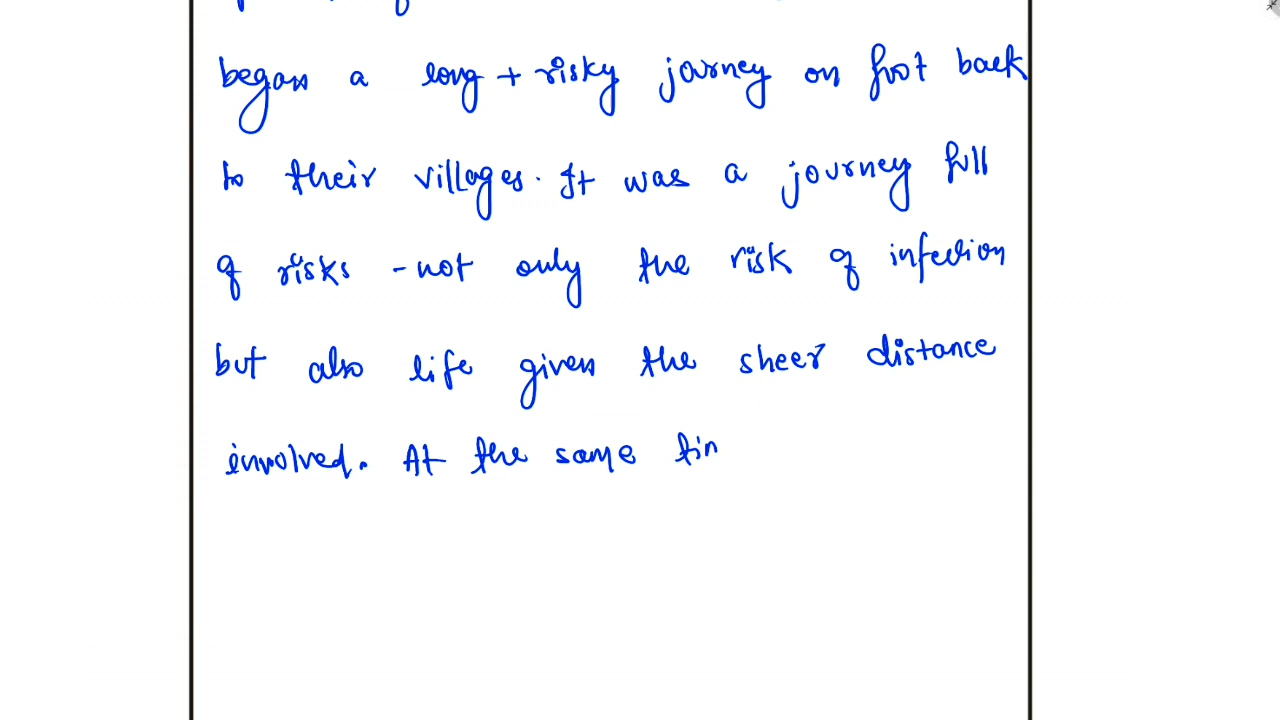 began a long + risky journey on foot back
to their villages. It was a journey full
of risks - not only the risk of infection
but also life given the sheer distance
involved. At the same tim